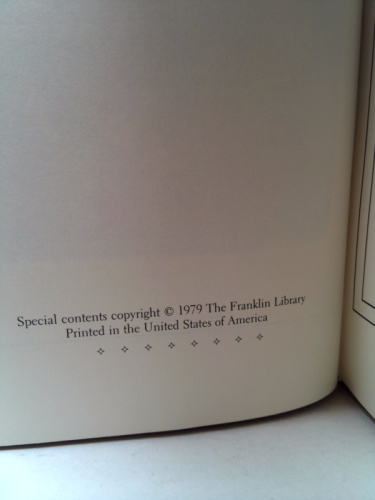 Special contents copyright © 1979 The Franklin Library
Printed in the United States of America